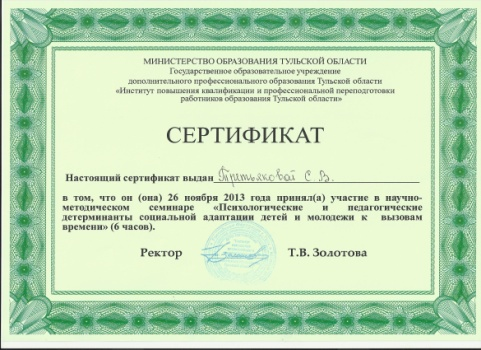 МИНИСТЕРСТВО ОБРАЗОВАНИЯ ТУЛЬСКОЙ ОБЛАСТИ
Государственное образовательное учреждение
дополнительного профессионального образования Тульской области
«Институт повышения квалификации и профессиональной переподготовки
работников образования Тульской области»
СЕРТИФИКАТ
Настоящий сертификат выдан Третьяковой С. В.
в том, что он (она) 26 ноября 2013 года принял(а) участие в научно-
методическом семинаре «Психологические и педагогические
детерминанты социальной адаптации детей и молодежи к вызовам
времени» (6 часов).
Ректор Т.В. Золотова